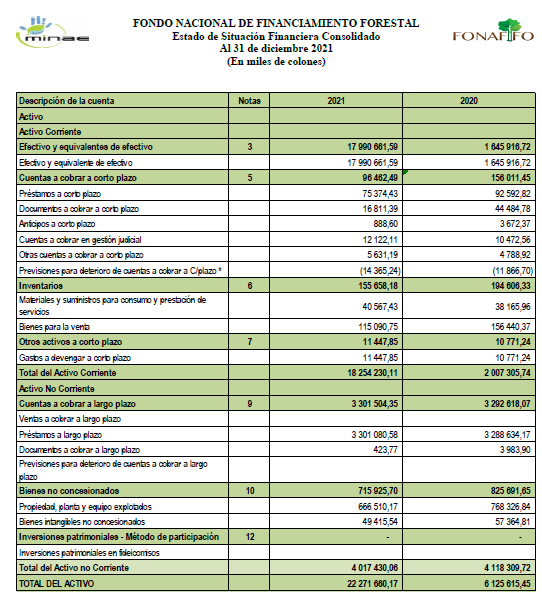 minae
FONDO NACIONAL DE FINANCIAMIENTO FORESTAL
Estado de Situación Financiera Consolidado
Al 31 de diciembre 2021
(En miles de colones)
FONAFIFO
Descripción de la cuenta Notas 2021 2020
Activo
Activo Corriente
Efectivo y equivalentes de efectivo 3 17 990 661,59 1 645 916,72
Efectivo y equivalente de efectivo 17 990 661,59 1 645 916,72
Cuentas a cobrar a corto plazo 5 96 462,49 156 011,45
Préstamos a corto plazo 75 374,43 92 592,82
Documentos a cobrar a corto plazo 16 811,39 44 484,78
Anticipos a corto plazo 888,60 3 672,37
Cuentas a cobrar en gestión judicial 12 122,11 10 472,56
Otras cuentas a cobrar a corto plazo 5 631,19 4 788,92
Previsiones para deterioro de cuentas a cobrar a C/plazo * (14 365,24) (11 866,70)
Inventarios 6 155 658,18 194 606,33
Materiales y suministros para consumo y prestación de
servicios 40 567,43 38 165,96
Bienes para la venta 115 090,75 156 440,37
Otros activos a corto plazo 7 11 447,85 10 771,24
Gastos a devengar a corto plazo 11 447,85 10 771,24
Total del Activo Corriente 18 254 230,11 2 007 305,74
Activo No Corriente
Cuentas a cobrar a largo plazo 9 3 301 504,35 3 292 618,07
Ventas a cobrar a largo plazo
Préstamos a largo plazo 3 301 080,58 3 288 634,17
Documentos a cobrar a largo plazo 423,77 3 983,90
Previsiones para deterioro de cuentas a cobrar a largo
plazo
Bienes no concesionados 10 715 925,70 825 691,65
Propiedad, planta y equipo explotados 666 510,17 768 326,84
Bienes intangibles no concesionados 49 415,54 57 364,81
Inversiones patrimoniales - Método de participación 12 - -
Inversiones patrimoniales en fideicomisos
Total del Activo no Corriente 4 017 430,06 4 118 309,72
TOTAL DEL ACTIVO 22 271 660,17 6 125 615,45